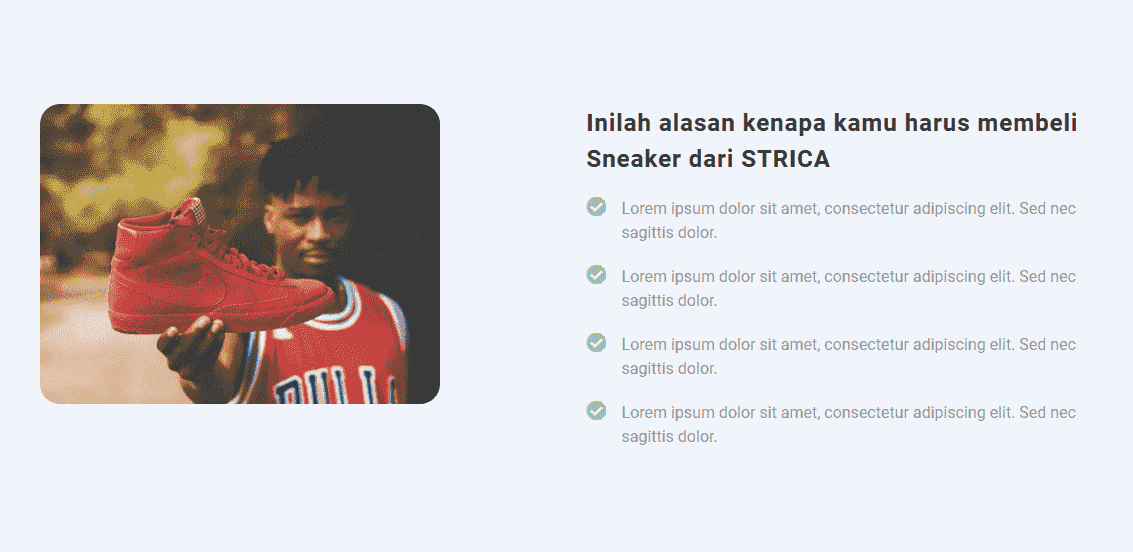 Inilah alasan kenapa kamu harus membeli
Sneaker dari STRICA
Lorem ipsum dolor sit amet, consectetur adipiscing elit. Sed nec
sagittis dolor.
Lorem ipsum dolor sit amet, consectetur adipiscing elit. Sed nec
sagittis dolor.
Lorem ipsum dolor sit amet, consectetur adipiscing elit. Sed nec
sagittis dolor.
Lorem ipsum dolor sit amet, consectetur adipiscing elit. Sed nec
sagittis dolor.